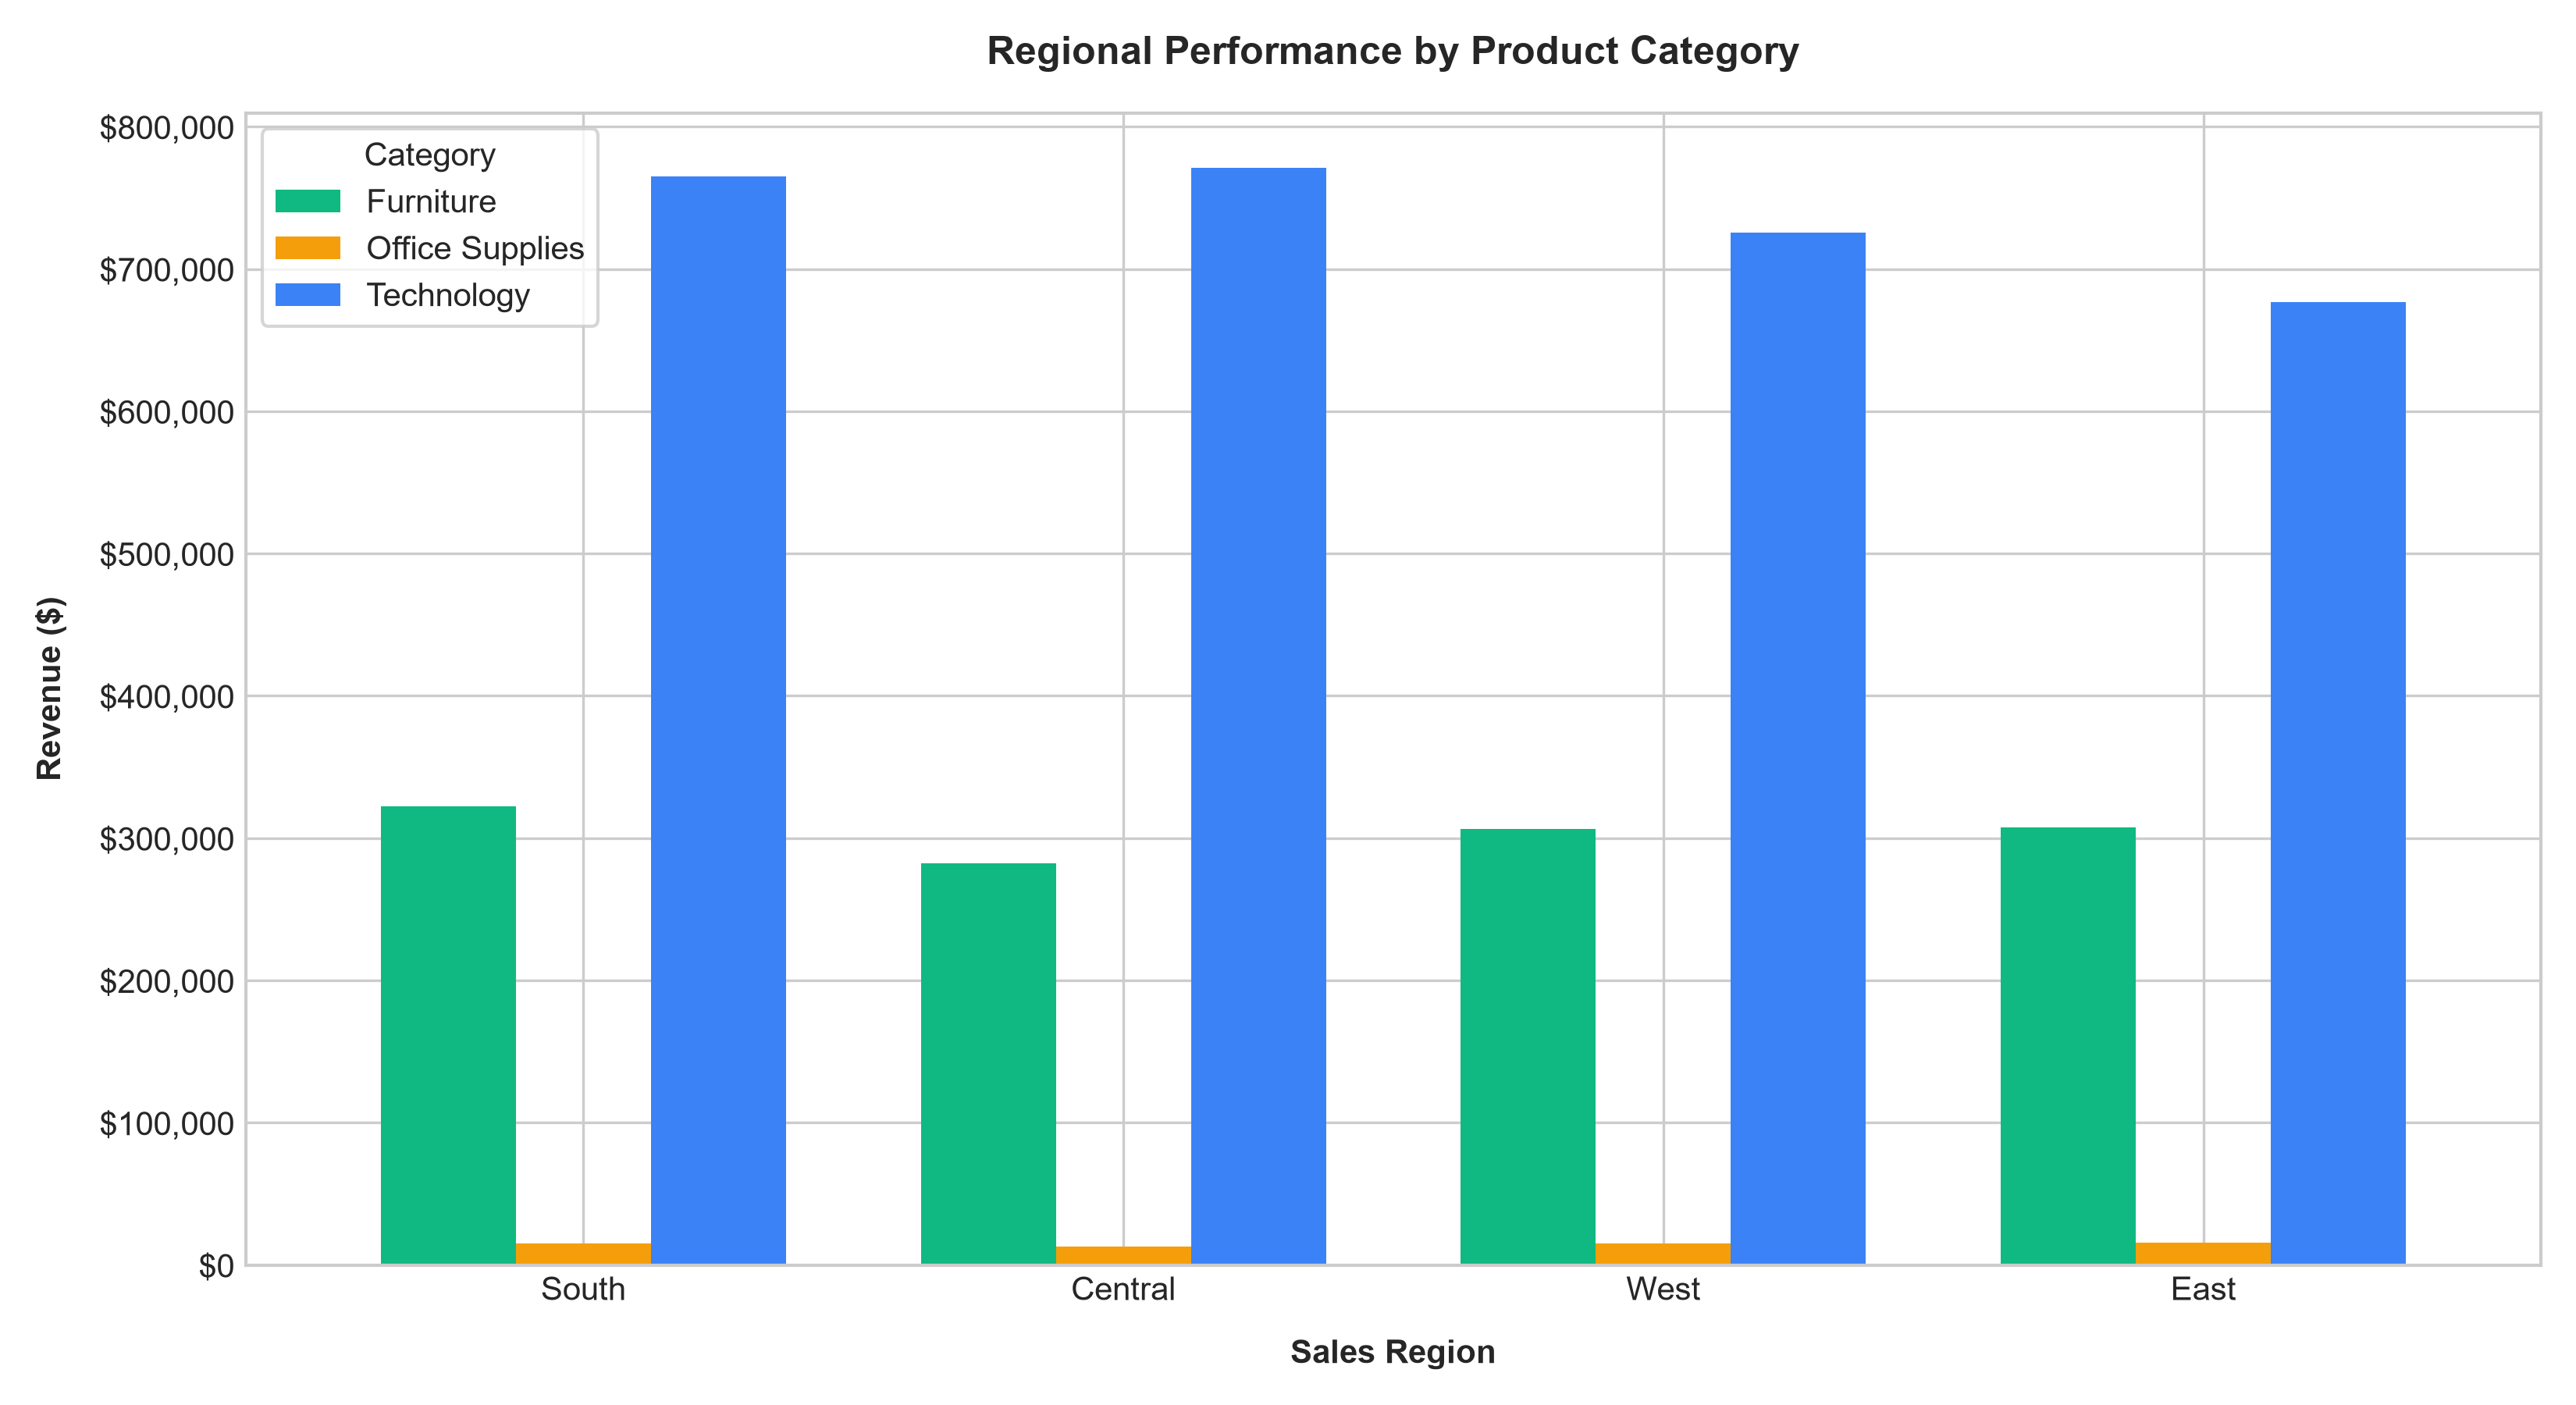 Regional Performance by Product Category
$800,000
$700,000
$600,000
$500,000
$400,000
$300,000
$200,000
$100,000
$0
Revenue ($)
Category
Furniture
Office Supplies
Technology
South
Central
West
East
Sales Region